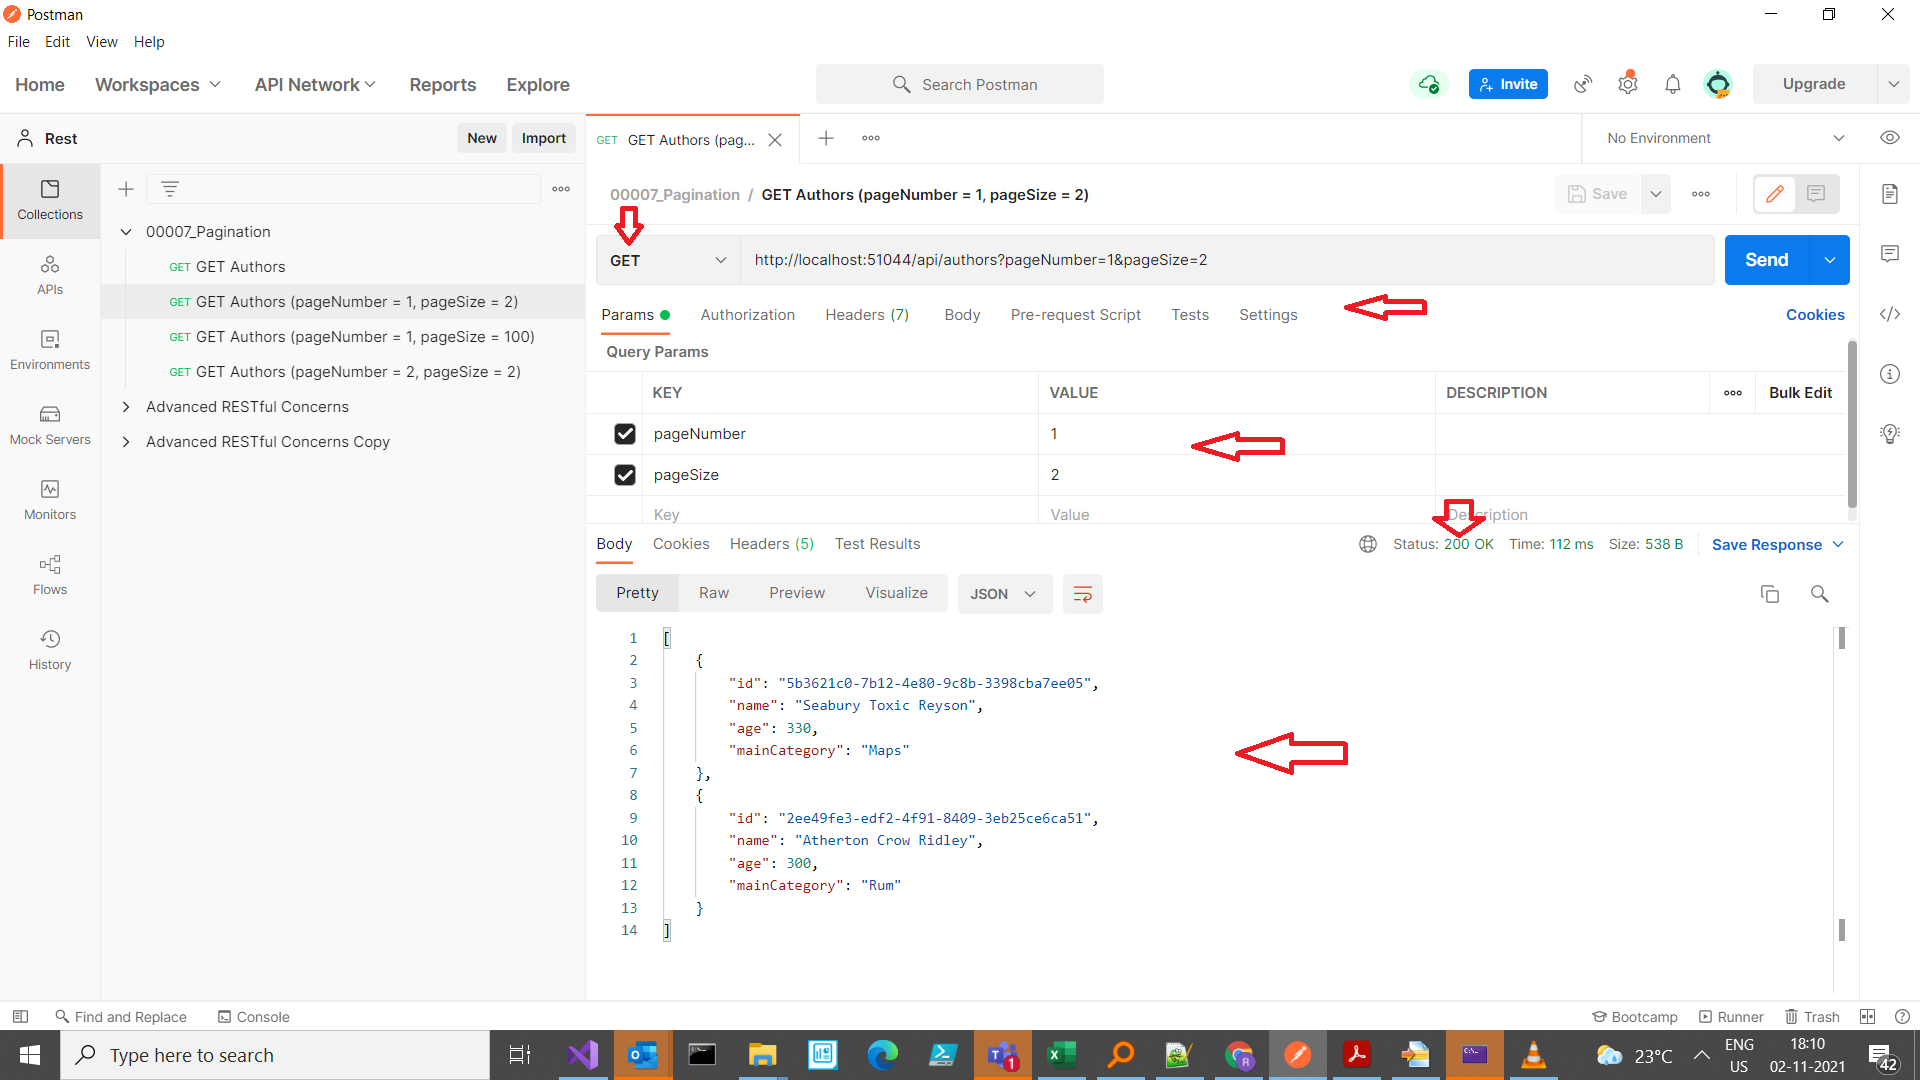 Postman
File Edit View Help
Home Workspaces API Network Reports Explore Search Postman Invite Upgrade
Rest New Import GET GET Authors (pag... No Environment
Collections
APIs
Environments
Mock Servers
Monitors
Flows
History
00007_Pagination
GET GET Authors
GET GET Authors (pageNumber = 1, pageSize = 2)
GET GET Authors (pageNumber = 1, pageSize = 100)
GET GET Authors (pageNumber = 2, pageSize = 2)
Advanced RESTful Concerns
Advanced RESTful Concerns Copy
00007_Pagination / GET Authors (pageNumber = 1, pageSize = 2) Save
GET http://localhost:51044/api/authors?pageNumber=1&pageSize=2 Send
Params Authorization Headers (7) Body Pre-request Script Tests Settings Cookies
Query Params
KEY VALUE DESCRIPTION Bulk Edit
pageNumber 1
pageSize 2
Key Value Description
Body Cookies Headers (5) Test Results Status: 200 OK Time: 112 ms Size: 538 B Save Response
Pretty Raw Preview Visualize JSON
1 [
2 {
3 "id": "5b3621c0-7b12-4e80-9c8b-3398cba7ee05",
4 "name": "Seabury Toxic Reyson",
5 "age": 330,
6 "mainCategory": "Maps"
7 },
8 {
9 "id": "2ee49fe3-edf2-4f91-8409-3eb25ce6ca51",
10 "name": "Atherton Crow Ridley",
11 "age": 300,
12 "mainCategory": "Rum"
13 }
14 ]
Find and Replace Console Bootcamp Runner Trash
Type here to search 1 23°C ENG US 18:10 02-11-2021 42